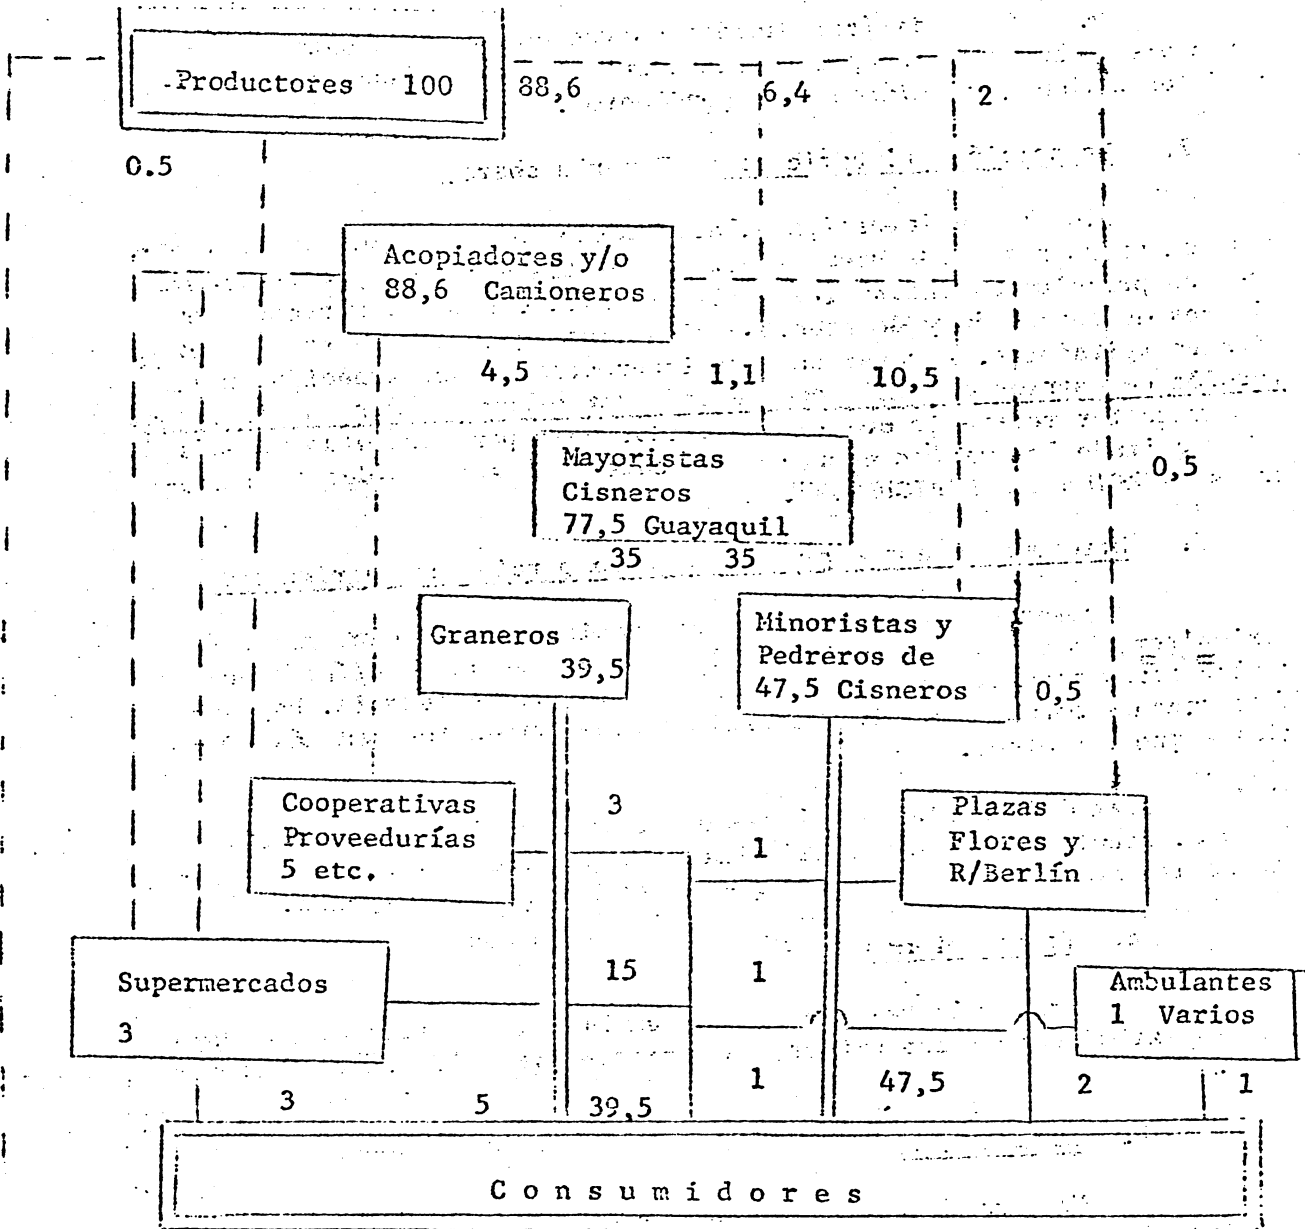 Productores 100
88,6
6,4
2
0.5
Acopiadores y/o
88,6 Camioneros
4,5
1,1
10,5
Mayoristas
Cisneros
77,5 Guayaquil
0,5
35
35
Graneros
39,5
Minoristas y
Pedreros de
47,5 Cisneros
0,5
Cooperativas
Proveedurías
5 etc.
3
1
Plazas
Flores y
R/Berlín
Supermercados
3
15
1
Ambulantes
1 Varios
3
5
39,5
1
47,5
2
1
Consumidores